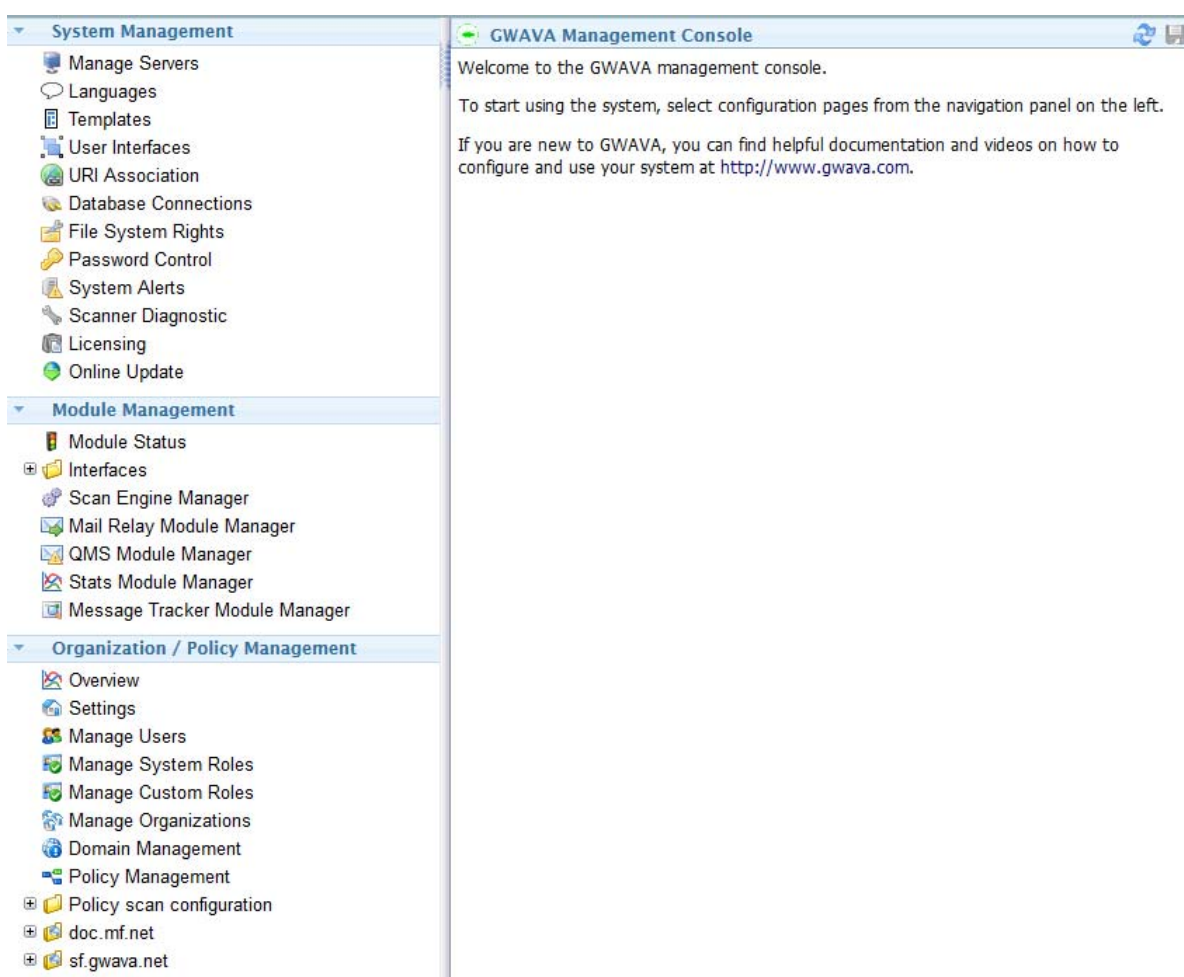 System Management
Manage Servers
Languages
Templates
User Interfaces
URI Association
Database Connections
File System Rights
Password Control
System Alerts
Scanner Diagnostic
Licensing
Online Update
Module Management
Module Status
Interfaces
Scan Engine Manager
Mail Relay Module Manager
QMS Module Manager
Stats Module Manager
Message Tracker Module Manager
Organization / Policy Management
Overview
Settings
Manage Users
Manage System Roles
Manage Custom Roles
Manage Organizations
Domain Management
Policy Management
Policy scan configuration
doc.mf.net
sf.gwava.net
GWAVA Management Console
Welcome to the GWAVA management console.
To start using the system, select configuration pages from the navigation panel on the left.
If you are new to GWAVA, you can find helpful documentation and videos on how to
configure and use your system at http://www.gwava.com.